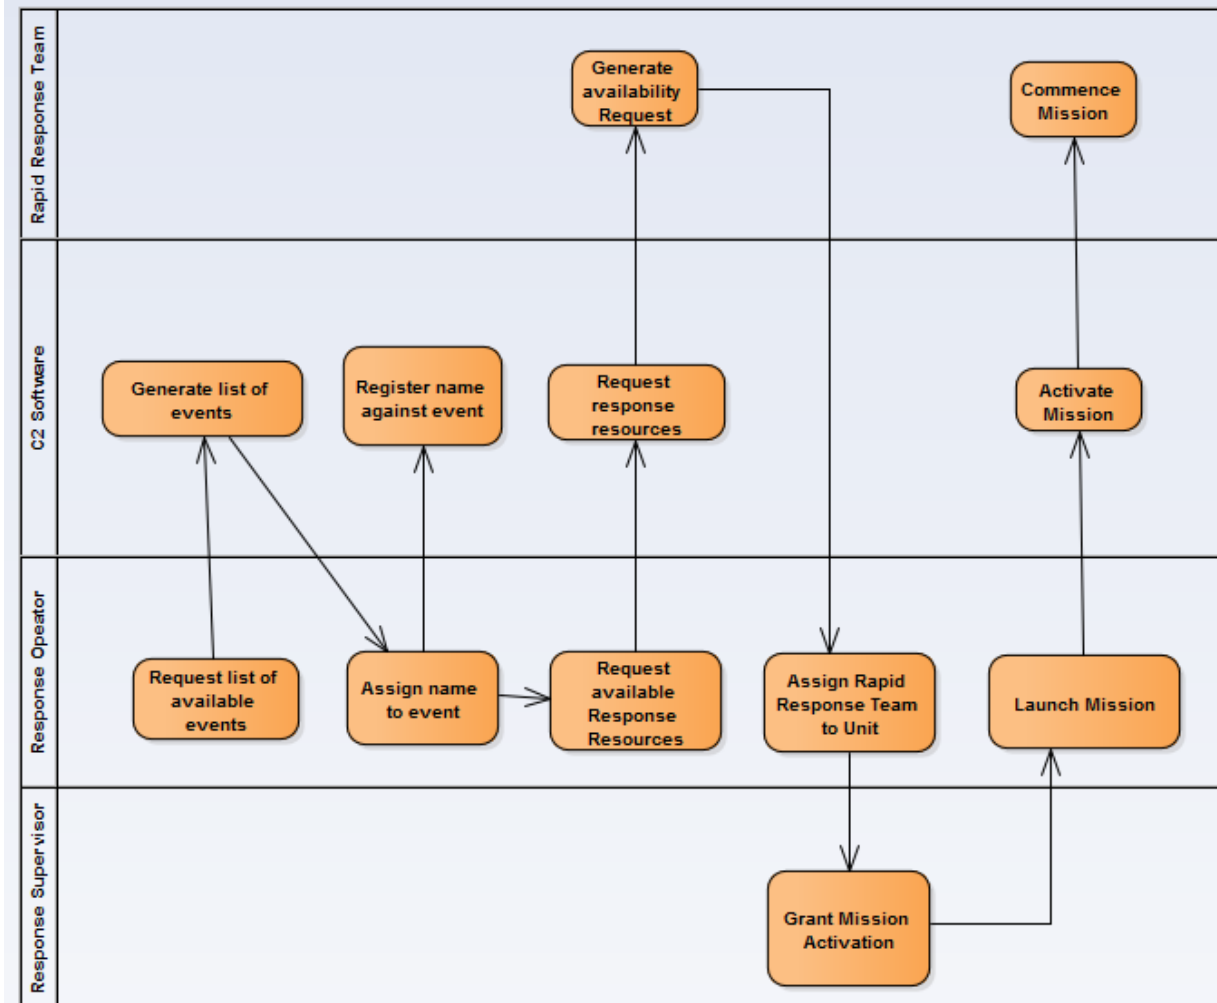 Rapid Response Team
Generate
availability
Request
Commence
Mission
C2 Software
Generate list of
events
Register name
against event
Request
response
resources
Activate
Mission
Response Opeator
Request list of
available
events
Assign name
to event
Request
available
Response
Resources
Assign Rapid
Response Team
to Unit
Launch Mission
Response Supervisor
Grant Mission
Activation